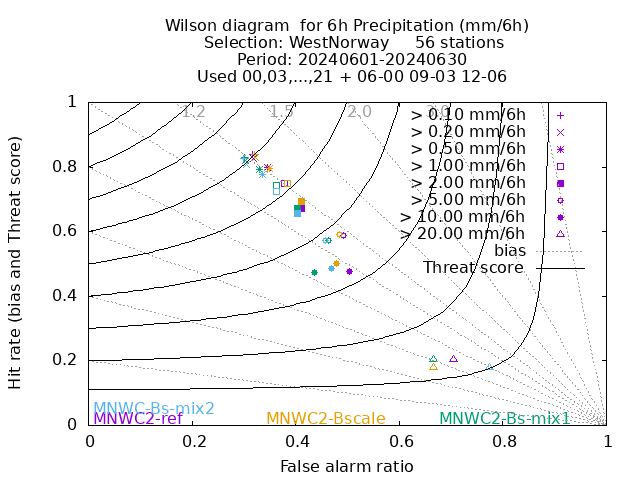 Wilson diagram  for 6h Precipitation (mm/6h)
Selection: WestNorway     56 stations
Period: 20240601-20240630
Used 00,03,...,21 + 06-00 09-03 12-06
Hit rate (bias and Threat score)
1
0.8
0.6
0.4
0.2
0
1.2
1.5
2.0
3.0
> 0.10 mm/6h
> 0.20 mm/6h
> 0.50 mm/6h
> 1.00 mm/6h
> 2.00 mm/6h
> 5.00 mm/6h
> 10.00 mm/6h
> 20.00 mm/6h
bias
Threat score
MNWC-Bs-mix2
MNWC2-ref MNWC2-Bscale MNWC2-Bs-mix1
0 0.2 0.4 0.6 0.8 1
False alarm ratio